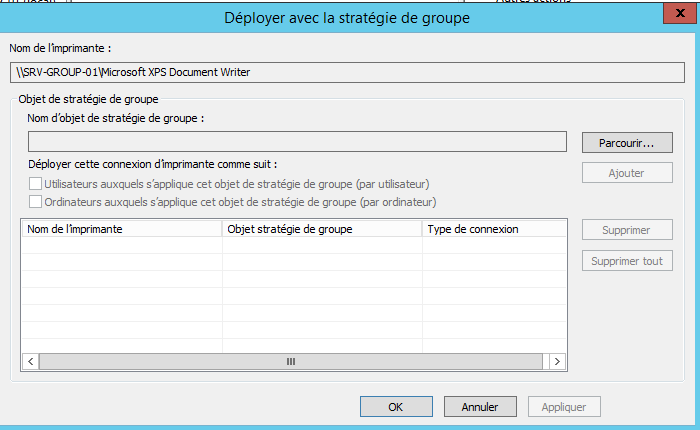 Déployer avec la stratégie de groupe
Nom de l'imprimante :
\\SRV-GROUP-01\Microsoft XPS Document Writer
Objet de stratégie de groupe
Nom d'objet de stratégie de groupe :
Parcourir...
Déployer cette connexion d'imprimante comme suit :
Ajouter
Utilisateurs auxquels s'applique cet objet de stratégie de groupe (par utilisateur)
Ordinateurs auxquels s'applique cet objet de stratégie de groupe (par ordinateur)
Nom de l'imprimante Objet stratégie de groupe Type de connexion
Supprimer
Supprimer tout
OK Annuler Appliquer